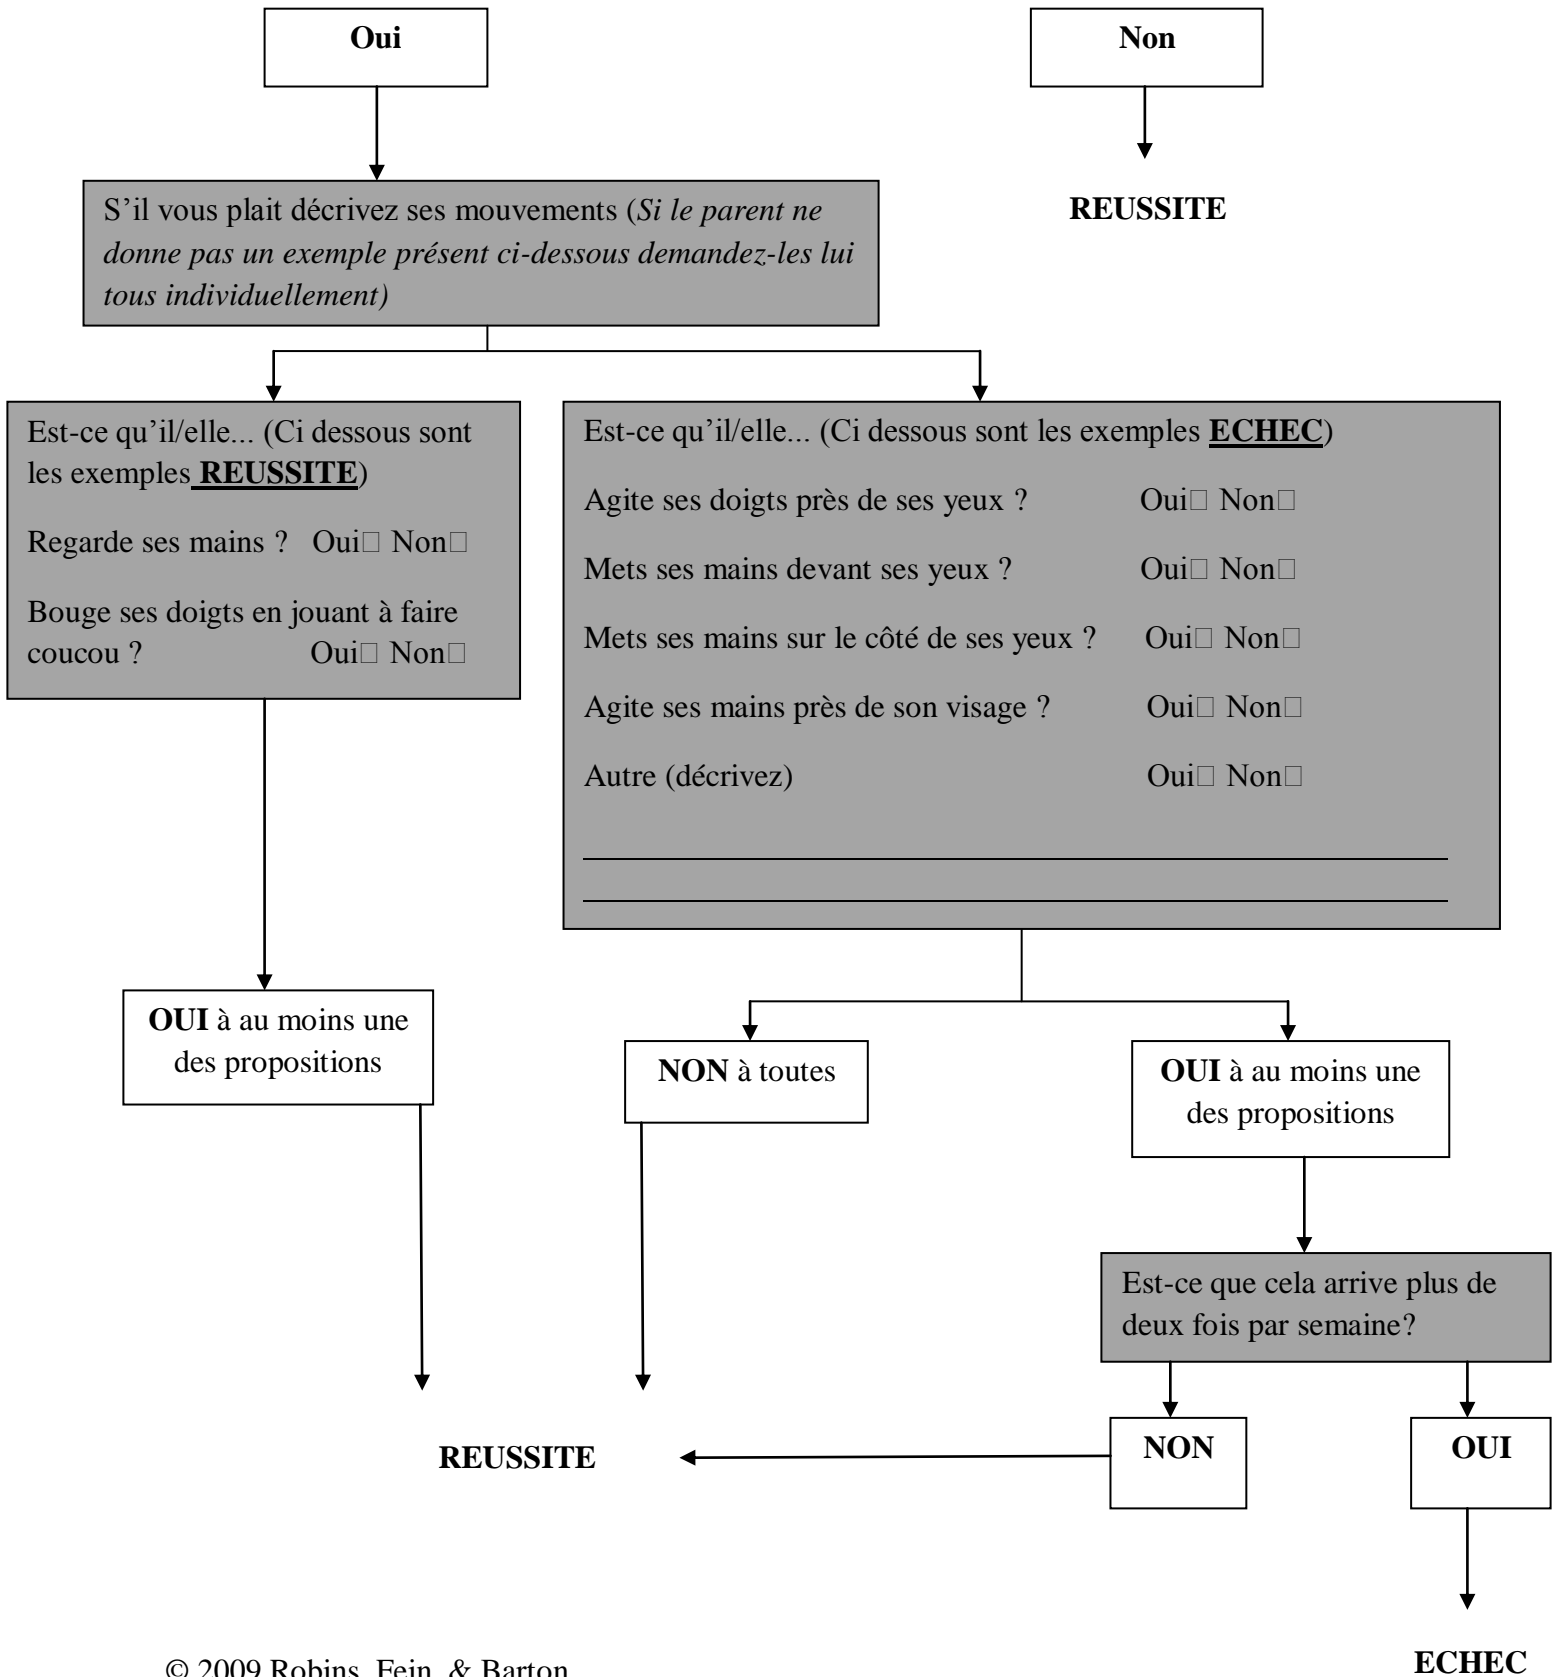 Oui
Non
REUSSITE
S’il vous plait décrivez ses mouvements (Si le parent ne
donne pas un exemple présent ci-dessous demandez-les lui
tous individuellement)
Est-ce qu’il/elle... (Ci dessous sont
les exemples REUSSITE)
Regarde ses mains ? Oui□ Non□
Bouge ses doigts en jouant à faire
coucou ? Oui□ Non□
Est-ce qu’il/elle... (Ci dessous sont les exemples ECHEC)
Agite ses doigts près de ses yeux ? Oui□ Non□
Mets ses mains devant ses yeux ? Oui□ Non□
Mets ses mains sur le côté de ses yeux ? Oui□ Non□
Agite ses mains près de son visage ? Oui□ Non□
Autre (décrivez) Oui□ Non□
OUI à au moins une
des propositions
NON à toutes
OUI à au moins une
des propositions
Est-ce que cela arrive plus de
deux fois par semaine?
REUSSITE
NON
OUI
ECHEC
© 2009 Robins, Fein, & Barton